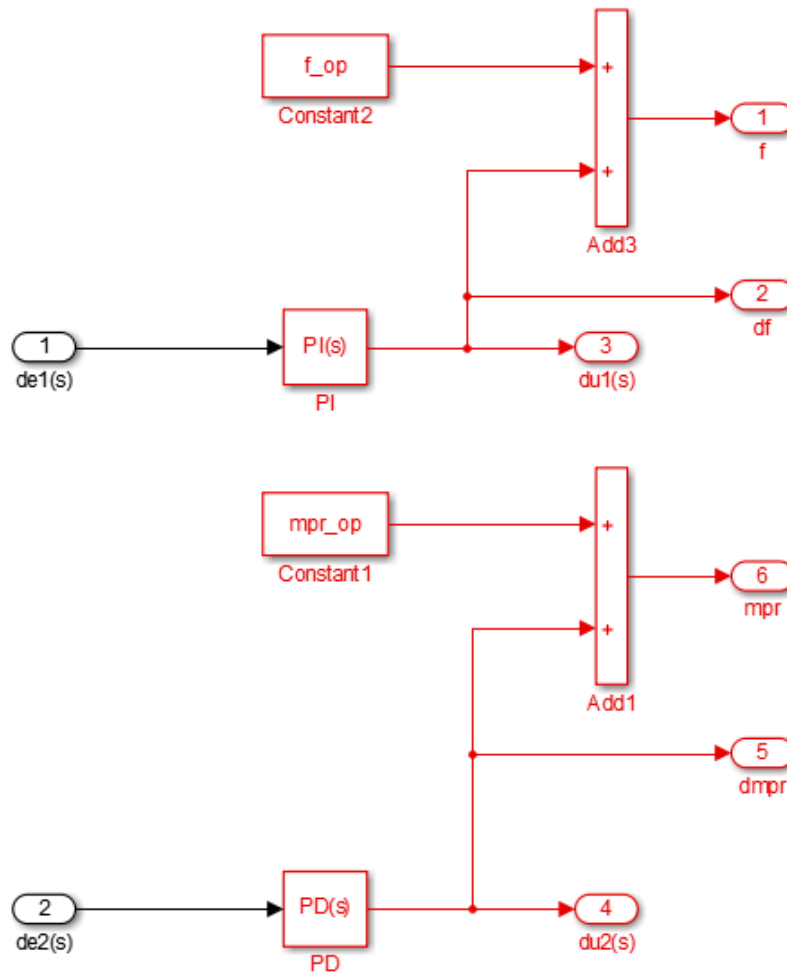 f_op
Constant2
+
+
Add3
1
f
2
df
1
de1(s)
PI(s)
PI
3
du1(s)
mpr_op
Constant1
+
+
Add1
6
mpr
5
dmpr
2
de2(s)
PD(s)
PD
4
du2(s)